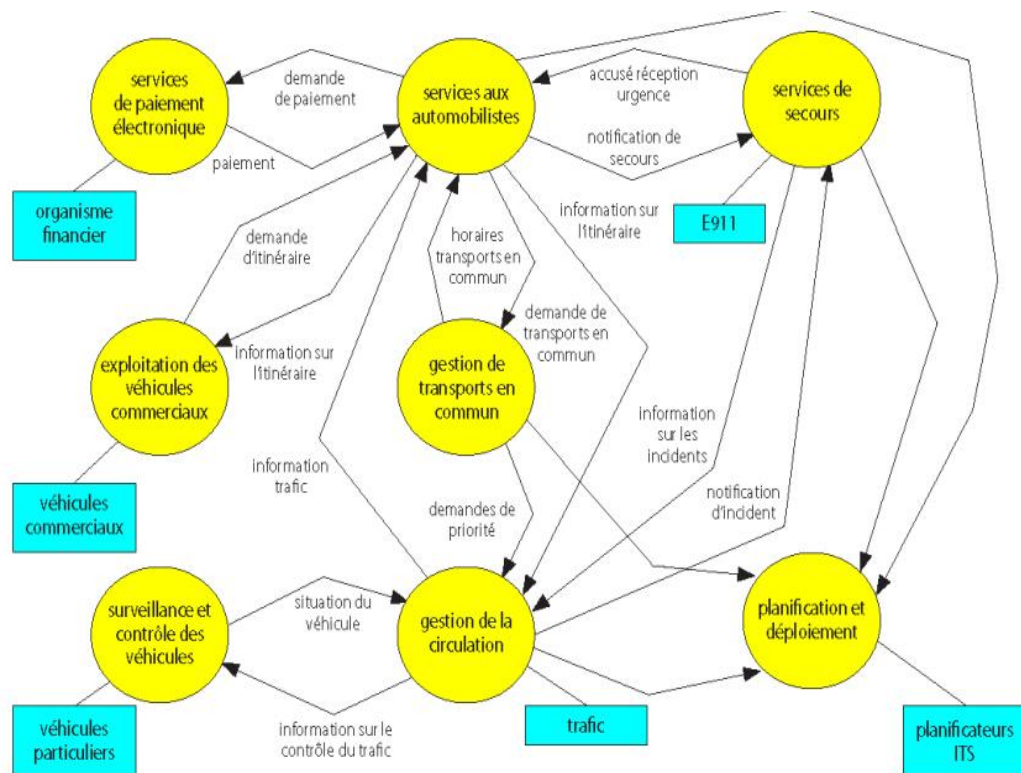 services
de paiement
électronique
demande
de paiement
services aux
automobilistes
accusé réception
urgence
services de
secours
notification de
secours
paiement
organisme
financier
E911
demande
d'itinéraire
horaires
transports en
commun
information sur
l'itinéraire
demande de
transports en
commun
exploitation des
véhicules
commerciaux
information sur
l'itinéraire
gestion de
transports en
commun
information
sur les
incidents
information
trafic
notification
d'incident
véhicules
commerciaux
demandes de
priorité
surveillance et
contrôle des
véhicules
situation du
véhicule
gestion de la
circulation
planification et
déploiement
véhicules
particuliers
information sur le
contrôle du trafic
trafic
planificateurs
ITS